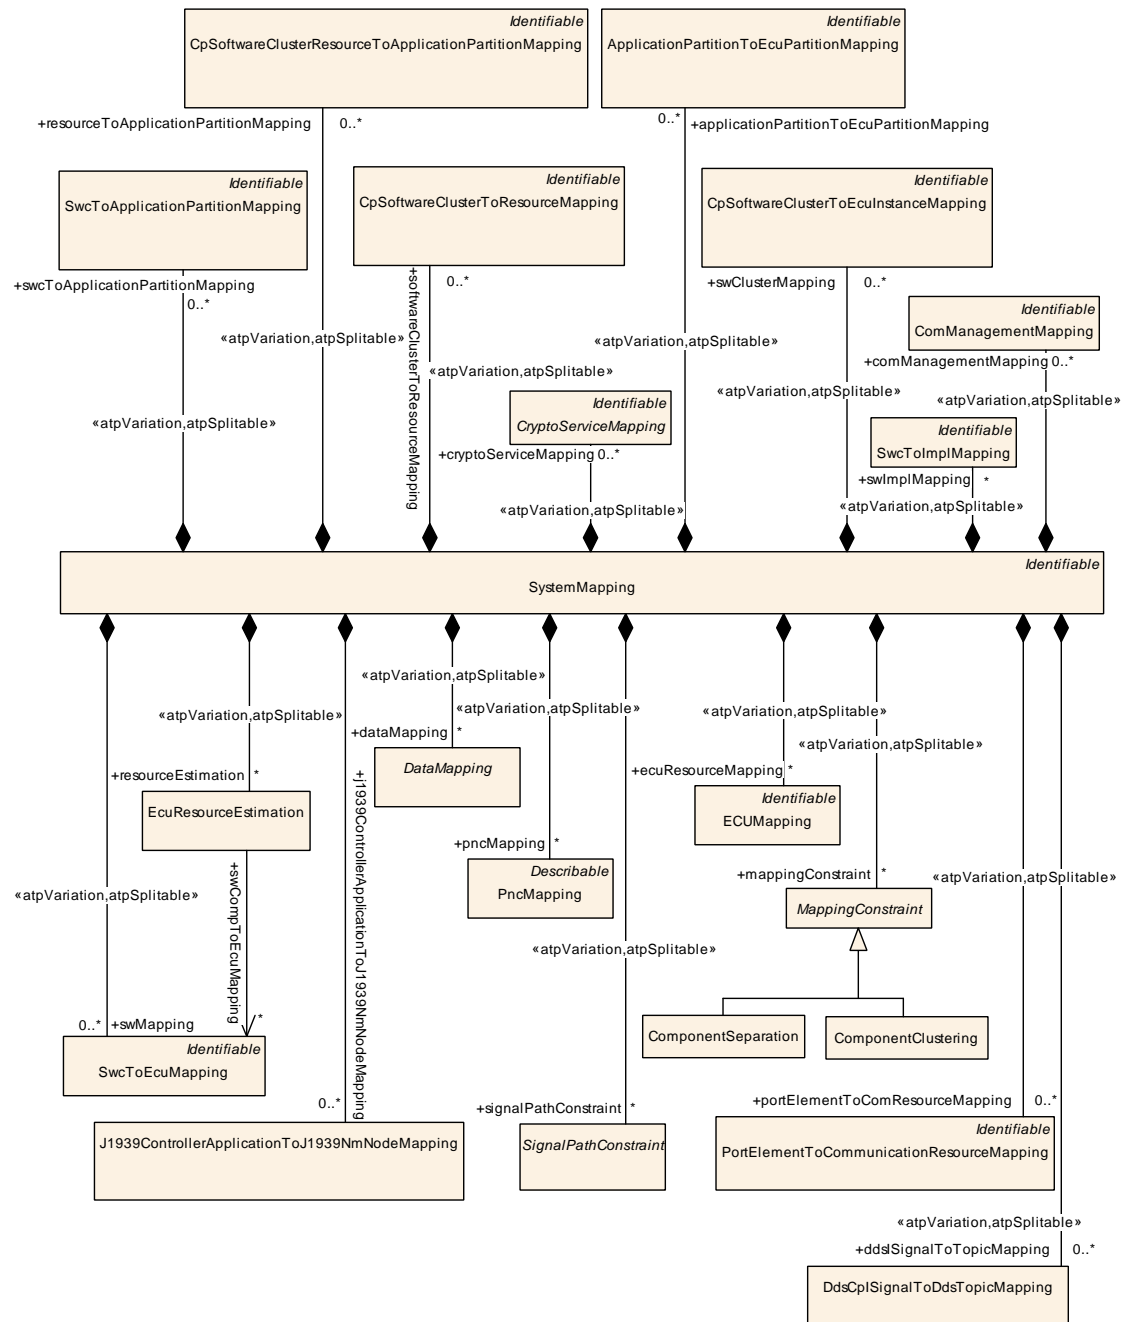 Identifiable
CpSoftwareClusterResourceToApplicationPartitionMapping
Identifiable
ApplicationPartitionToEcuPartitionMapping
+resourceToApplicationPartitionMapping
0..*
0..*
+applicationPartitionToEcuPartitionMapping
Identifiable
SwcToApplicationPartitionMapping
Identifiable
CpSoftwareClusterToResourceMapping
Identifiable
CpSoftwareClusterToEcuInstanceMapping
+swcToApplicationPartitionMapping
0..*
+softwareClusterToResourceMapping
0..*
+swClusterMapping
0..*
Identifiable
ComManagementMapping
«atpVariation,atpSplitable»
«atpVariation,atpSplitable»
+comManagementMapping 0..*
«atpVariation,atpSplitable»
«atpVariation,atpSplitable»
«atpVariation,atpSplitable»
Identifiable
CryptoServiceMapping
«atpVariation,atpSplitable»
Identifiable
SwcToImplMapping
+cryptoServiceMapping 0..*
+swImplMapping
*
«atpVariation,atpSplitable»
«atpVariation,atpSplitable»
Identifiable
SystemMapping
«atpVariation,atpSplitable»
«atpVariation,atpSplitable»
«atpVariation,atpSplitable»
«atpVariation,atpSplitable»
+dataMapping
*
«atpVariation,atpSplitable»
DataMapping
+resourceEstimation
*
+ecuResourceMapping
*
EcuResourceEstimation
Identifiable
ECUMapping
+j1939ControllerApplicationToJ1939NmNodeMapping
+pncMapping
*
Describable
PncMapping
+mappingConstraint
*
«atpVariation,atpSplitable»
«atpVariation,atpSplitable»
+swCompToEcuMapping
*
MappingConstraint
«atpVariation,atpSplitable»
0..*
+swMapping
ComponentSeparation
ComponentClustering
Identifiable
SwcToEcuMapping
0..*
+signalPathConstraint
*
+portElementToComResourceMapping
0..*
J1939ControllerApplicationToJ1939NmNodeMapping
SignalPathConstraint
Identifiable
PortElementToCommunicationResourceMapping
«atpVariation,atpSplitable»
+ddsISignalToTopicMapping
0..*
DdsCpISignalToDdsTopicMapping